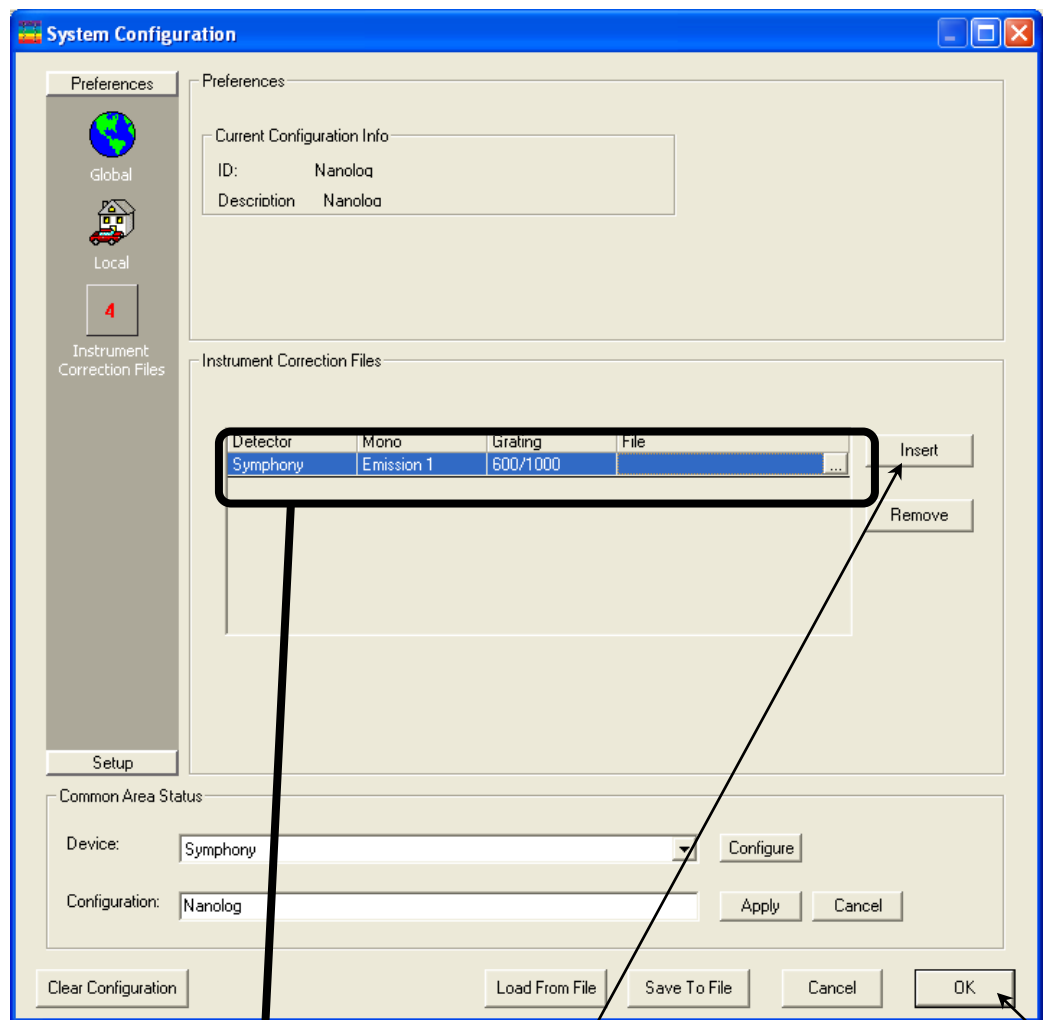 System Configuration
Preferences
Preferences
Current Configuration Info
ID: Nanolog
Description Nanolog
Global
Local
4
Instrument
Correction Files
Instrument Correction Files
Detector Mono Grating File
Symphony Emission 1 600/1000 ...
Insert
Remove
Setup
Common Area Status
Device: Symphony Configure
Configuration: Nanolog Apply Cancel
Clear Configuration Load From File Save To File Cancel OK